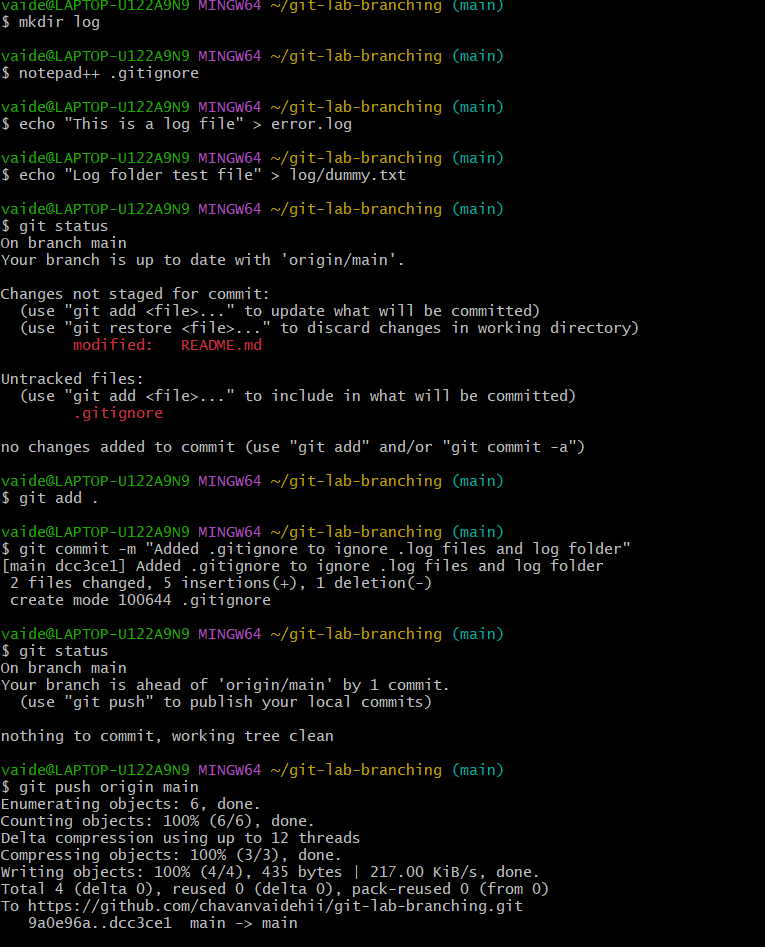 vaide@LAPTOP-U122A9N9 MINGW64 ~/git-lab-branching (main)
$ mkdir log
vaide@LAPTOP-U122A9N9 MINGW64 ~/git-lab-branching (main)
$ notepad++ .gitignore
vaide@LAPTOP-U122A9N9 MINGW64 ~/git-lab-branching (main)
$ echo "This is a log file" > error.log
vaide@LAPTOP-U122A9N9 MINGW64 ~/git-lab-branching (main)
$ echo "Log folder test file" > log/dummy.txt
vaide@LAPTOP-U122A9N9 MINGW64 ~/git-lab-branching (main)
$ git status
On branch main
Your branch is up to date with 'origin/main'.
Changes not staged for commit:
  (use "git add <file>..." to update what will be committed)
  (use "git restore <file>..." to discard changes in working directory)
        modified:   README.md
Untracked files:
  (use "git add <file>..." to include in what will be committed)
        .gitignore
no changes added to commit (use "git add" and/or "git commit -a")
vaide@LAPTOP-U122A9N9 MINGW64 ~/git-lab-branching (main)
$ git add .
vaide@LAPTOP-U122A9N9 MINGW64 ~/git-lab-branching (main)
$ git commit -m "Added .gitignore to ignore .log files and log folder"
[main dcc3ce1] Added .gitignore to ignore .log files and log folder
 2 files changed, 5 insertions(+), 1 deletion(-)
 create mode 100644 .gitignore
vaide@LAPTOP-U122A9N9 MINGW64 ~/git-lab-branching (main)
$ git status
On branch main
Your branch is ahead of 'origin/main' by 1 commit.
  (use "git push" to publish your local commits)
nothing to commit, working tree clean
vaide@LAPTOP-U122A9N9 MINGW64 ~/git-lab-branching (main)
$ git push origin main
Enumerating objects: 6, done.
Counting objects: 100% (6/6), done.
Delta compression using up to 12 threads
Compressing objects: 100% (3/3), done.
Writing objects: 100% (4/4), 435 bytes | 217.00 KiB/s, done.
Total 4 (delta 0), reused 0 (delta 0), pack-reused 0 (from 0)
To https://github.com/chavanvaidehii/git-lab-branching.git
   9a0e96a..dcc3ce1  main -> main